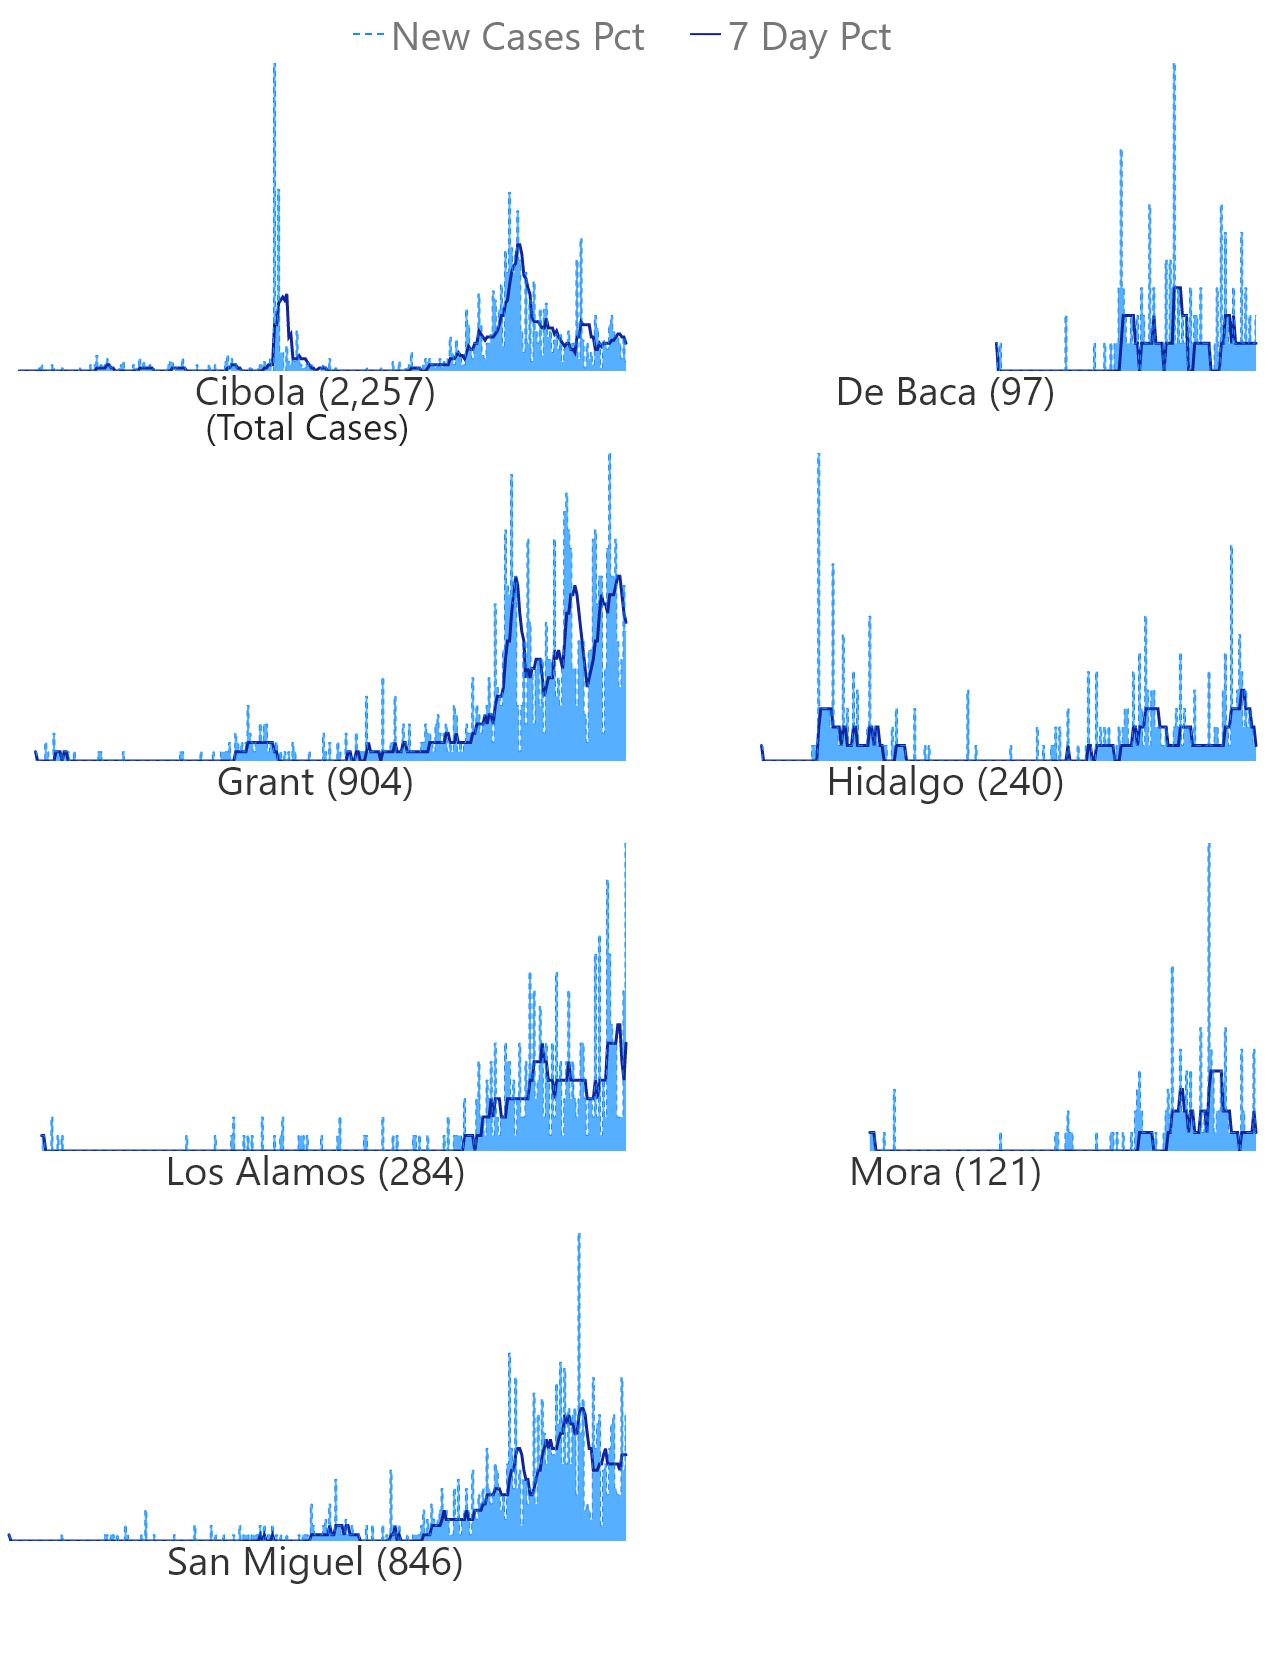 New Cases Pct 7 Day Pct
Cibola (2,257)
(Total Cases)
De Baca (97)
Grant (904)
Hidalgo (240)
Los Alamos (284)
Mora (121)
San Miguel (846)